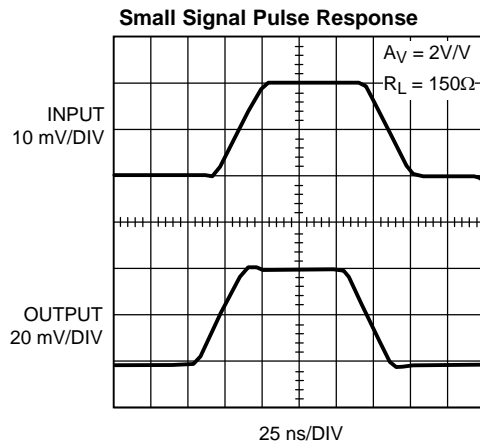 Small Signal Pulse Response
AV = 2V/V
RL = 150Ω
INPUT
10 mV/DIV
OUTPUT
20 mV/DIV
25 ns/DIV